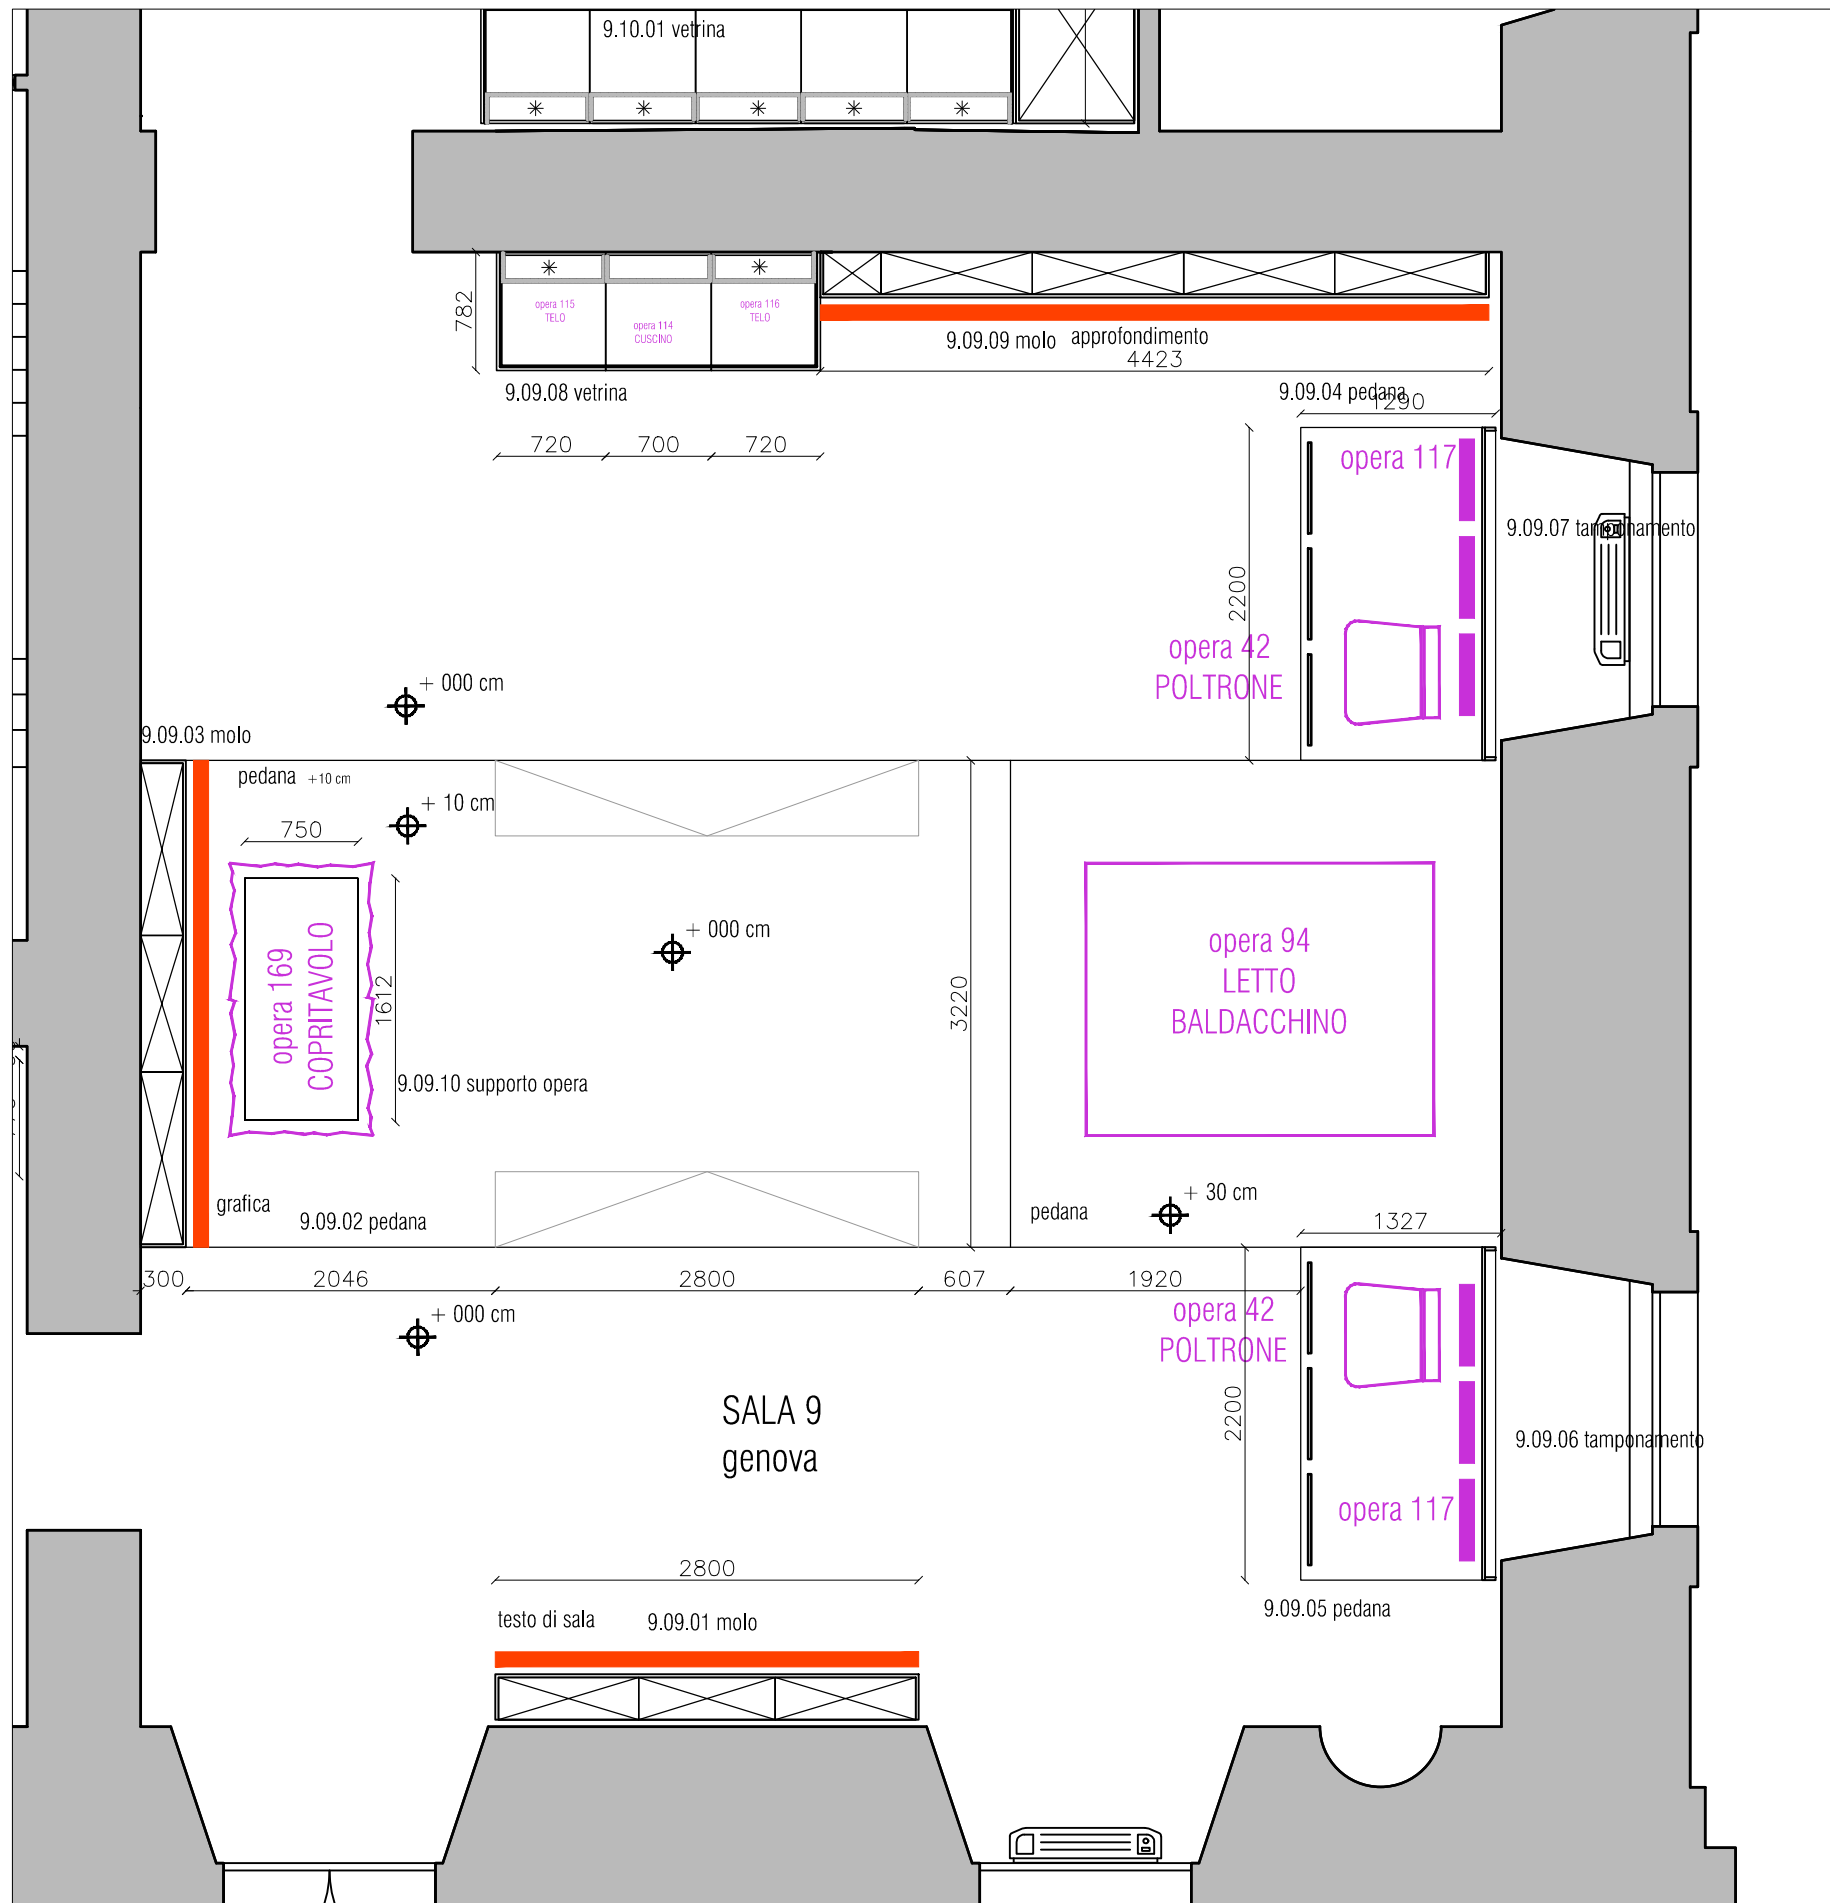 9.10.01 vetrina
782
opera 115
TELO
opera 114
CUSCINO
opera 116
TELO
9.09.09 molo
approfondimento
4423
9.09.08 vetrina
9.09.04 pedana
1290
720
700
720
opera 117
9.09.07 tamponamento
2200
opera 42
POLTRONE
+ 000 cm
9.09.03 molo
pedana +10 cm
+ 10 cm
750
opera 169
COPRITAVOLO
1612
+ 000 cm
3220
opera 94
LETTO
BALDACCHINO
9.09.10 supporto opera
grafica
9.09.02 pedana
pedana
+ 30 cm
1327
300
2046
2800
607
1920
+ 000 cm
opera 42
POLTRONE
2200
SALA 9
genova
9.09.06 tamponamento
opera 117
2800
testo di sala
9.09.01 molo
9.09.05 pedana